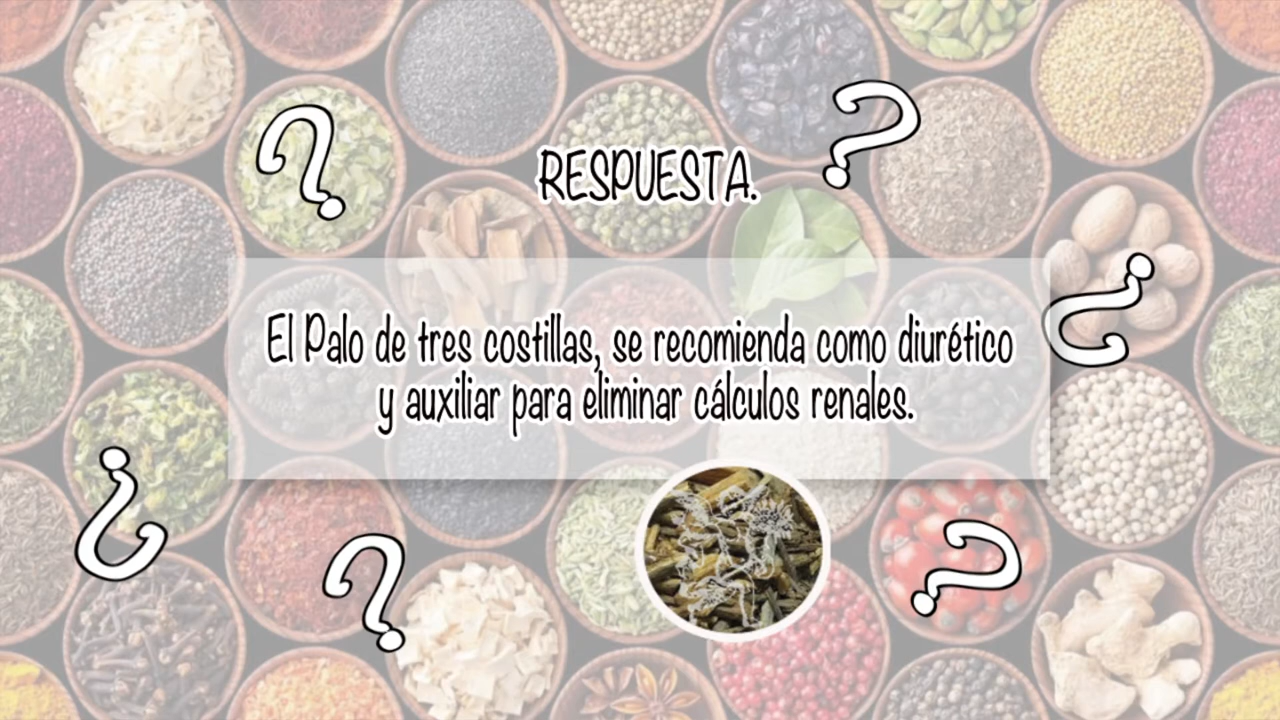 RESPUESTA.
El Palo de tres costillas, se recomienda como diurético
y auxiliar para eliminar cálculos renales.